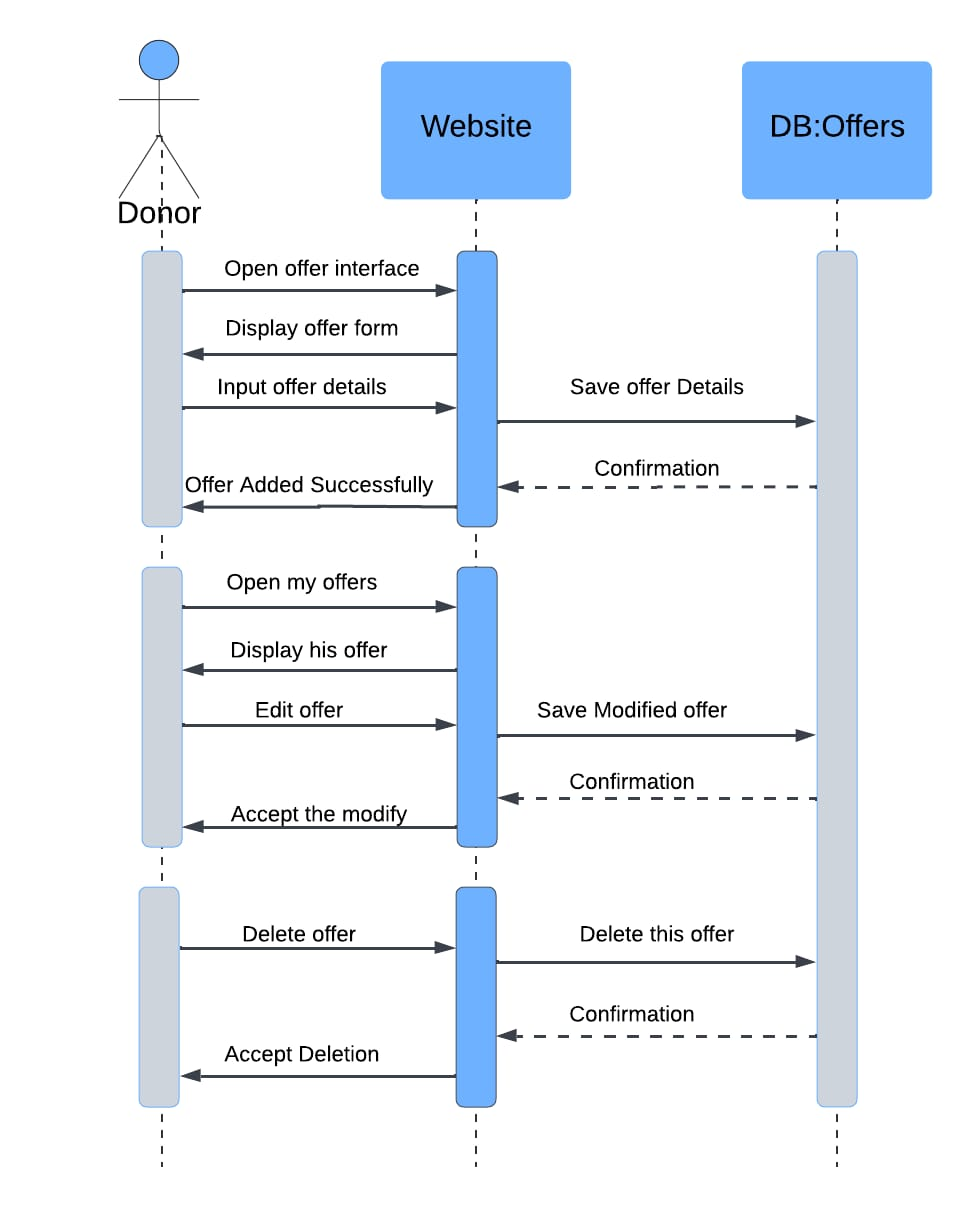 Website
DB:Offers
Donor
Open offer interface
Display offer form
Input offer details
Save offer Details
Confirmation
Offer Added Successfully
Open my offers
Display his offer
Edit offer
Save Modified offer
Confirmation
Accept the modify
Delete offer
Delete this offer
Confirmation
Accept Deletion